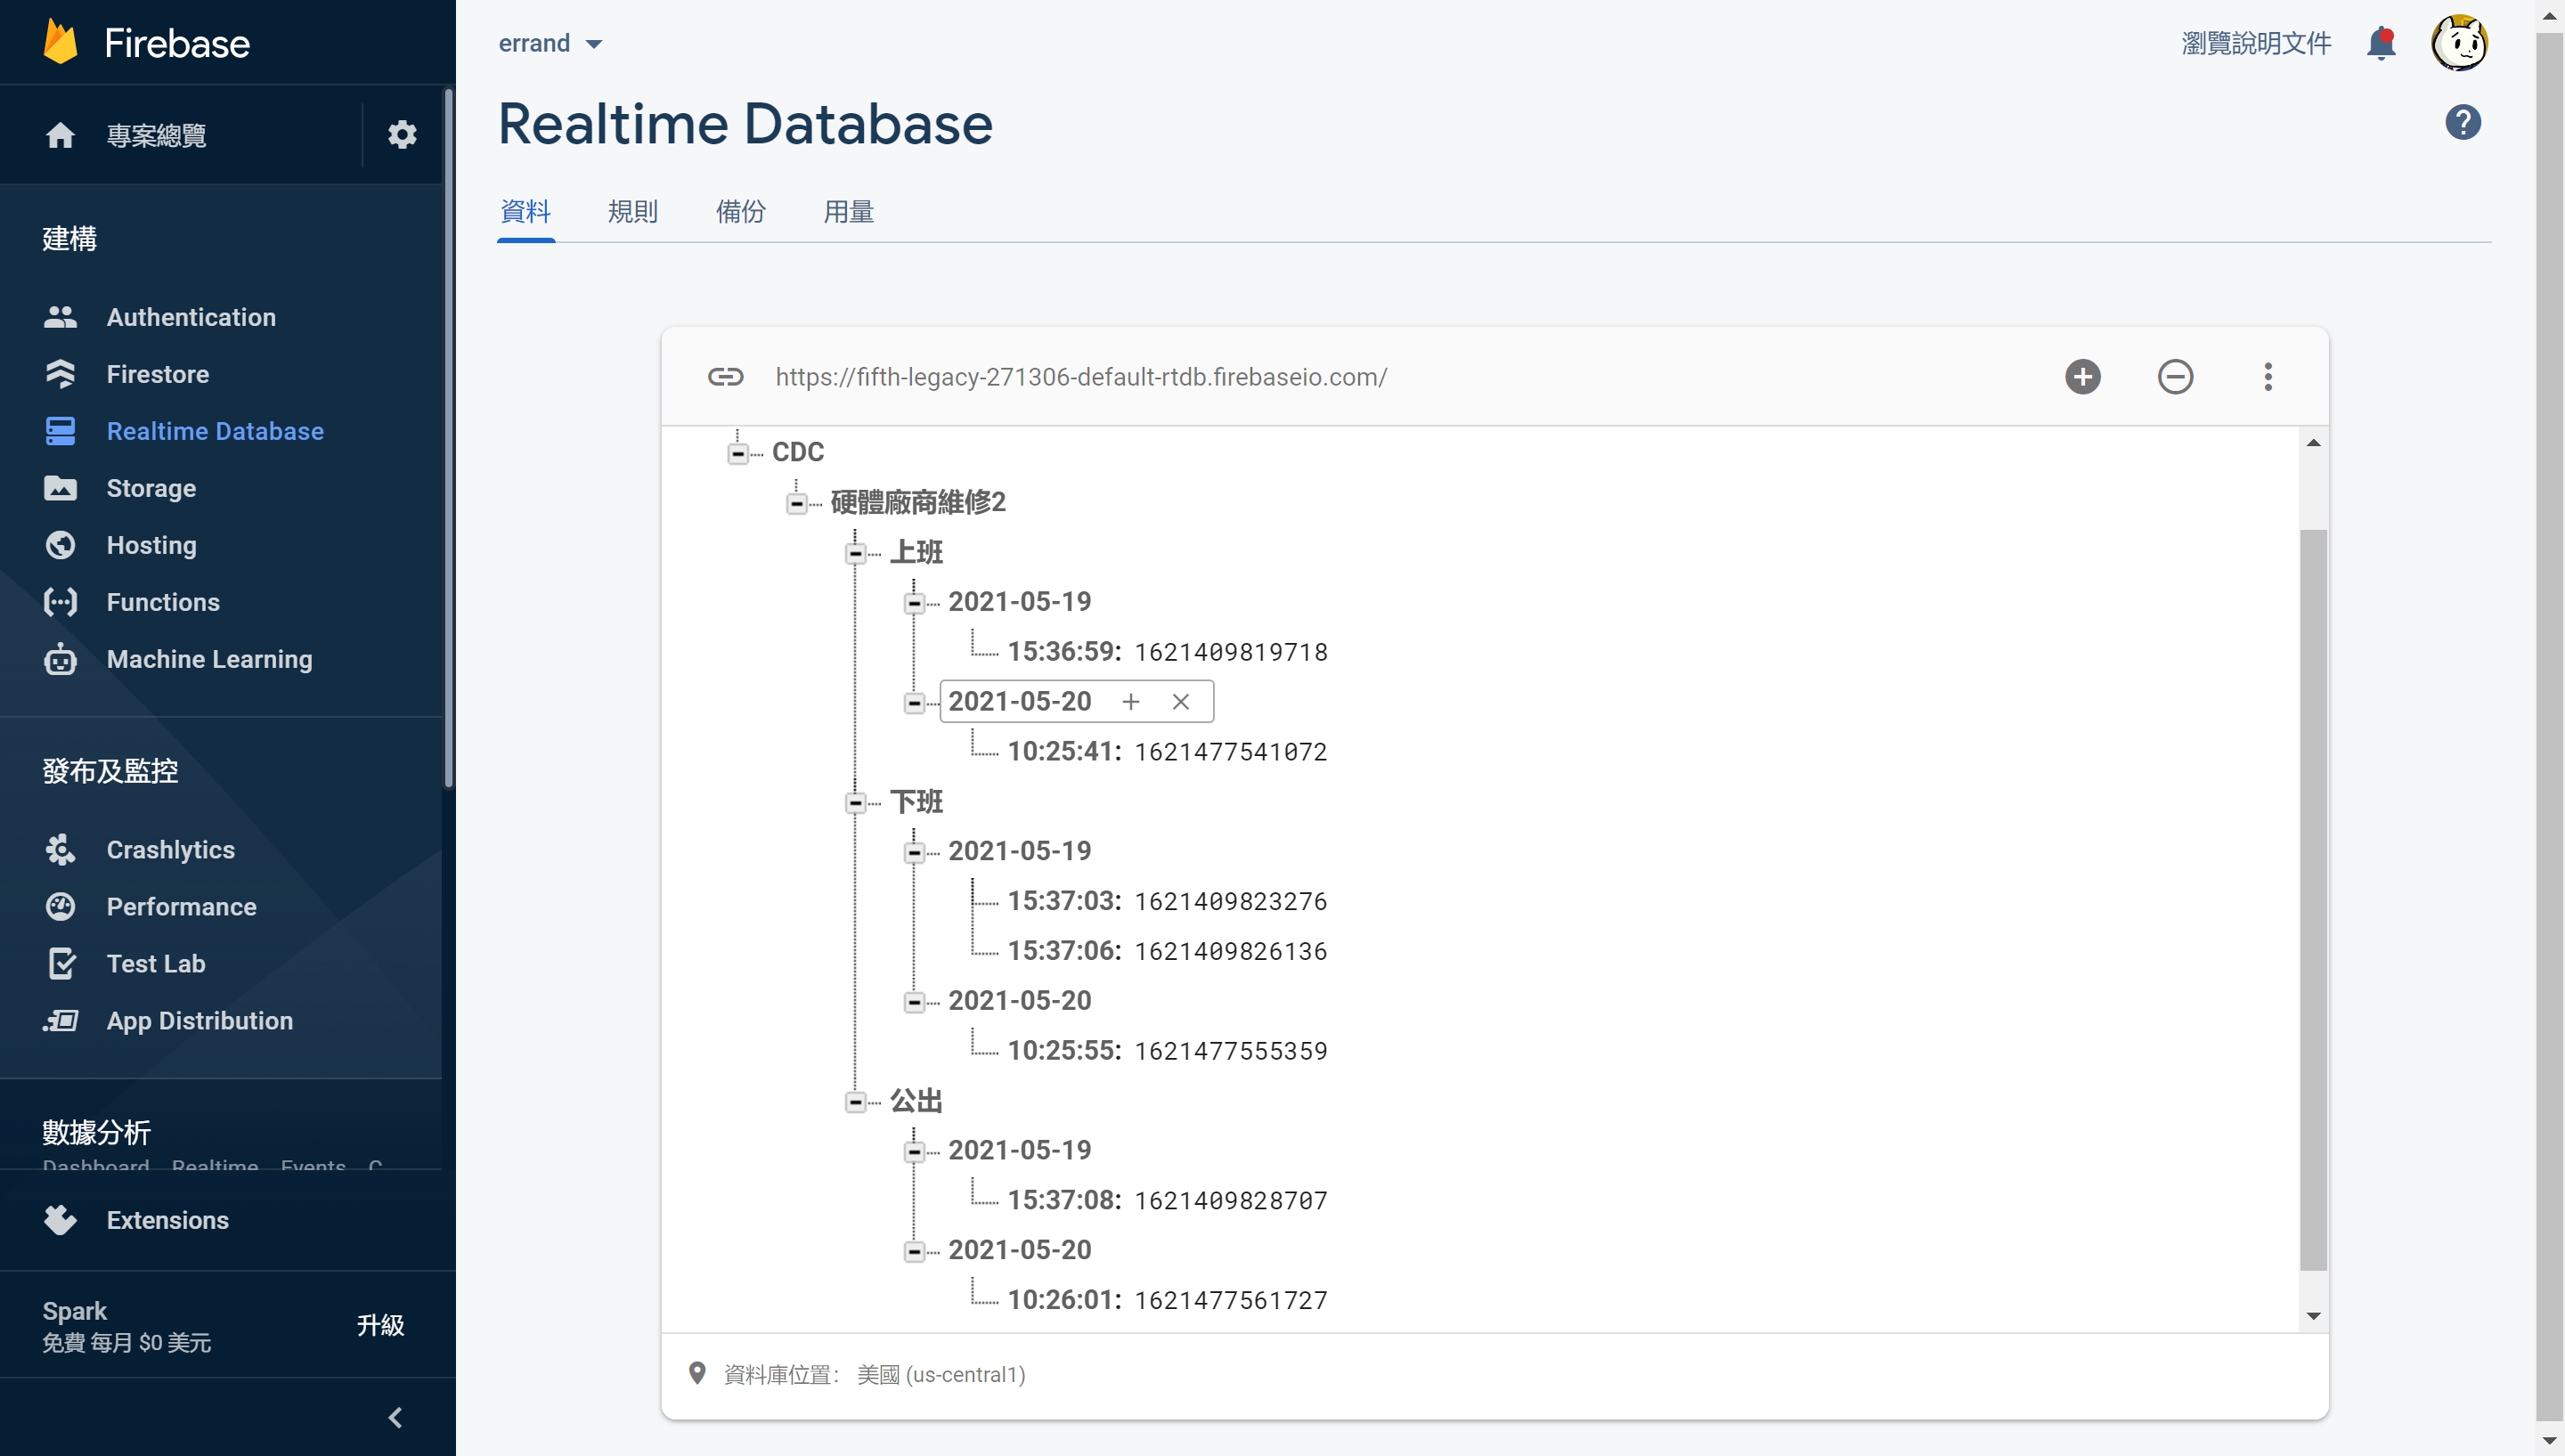 Firebase
專案總覽
建構
Authentication
Firestore
Realtime Database
Storage
Hosting
Functions
Machine Learning
發布及監控
Crashlytics
Performance
Test Lab
App Distribution
數據分析
Dashboard Realtime Events C
Extensions
Spark
免費 每月 $0 美元
升級
errand
瀏覽說明文件
Realtime Database
資料 規則 備份 用量
https://fifth-legacy-271306-default-rtdb.firebaseio.com/
CDC
硬體廠商維修2
上班
2021-05-19
15:36:59: 1621409819718
2021-05-20
10:25:41: 1621477541072
下班
2021-05-19
15:37:03: 1621409823276
15:37:06: 1621409826136
2021-05-20
10:25:55: 1621477555359
公出
2021-05-19
15:37:08: 1621409828707
2021-05-20
10:26:01: 1621477561727
資料庫位置： 美國 (us-central1)